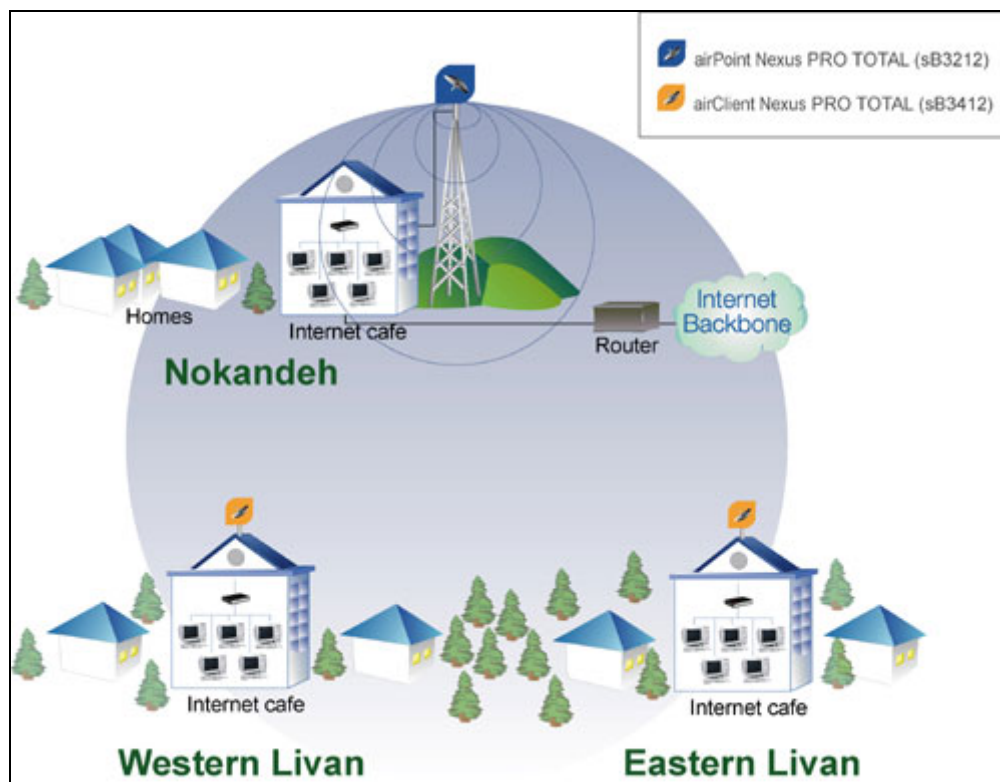 airPoint Nexus PRO TOTAL (sB3212)
airClient Nexus PRO TOTAL (sB3412)
Internet
Backbone
Homes
Internet cafe
Router
Nokandeh
Internet cafe
Internet cafe
Western Livan
Eastern Livan